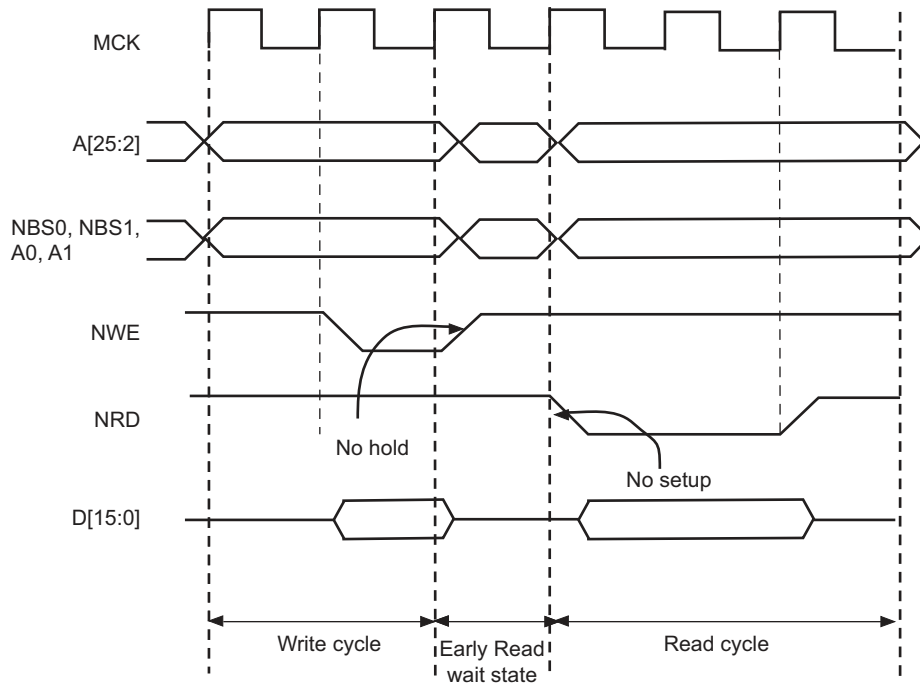 MCK
A[25:2]
NBS0, NBS1,
A0, A1
NWE
NRD
No hold
No setup
D[15:0]
Write cycle
Early Read
wait state
Read cycle